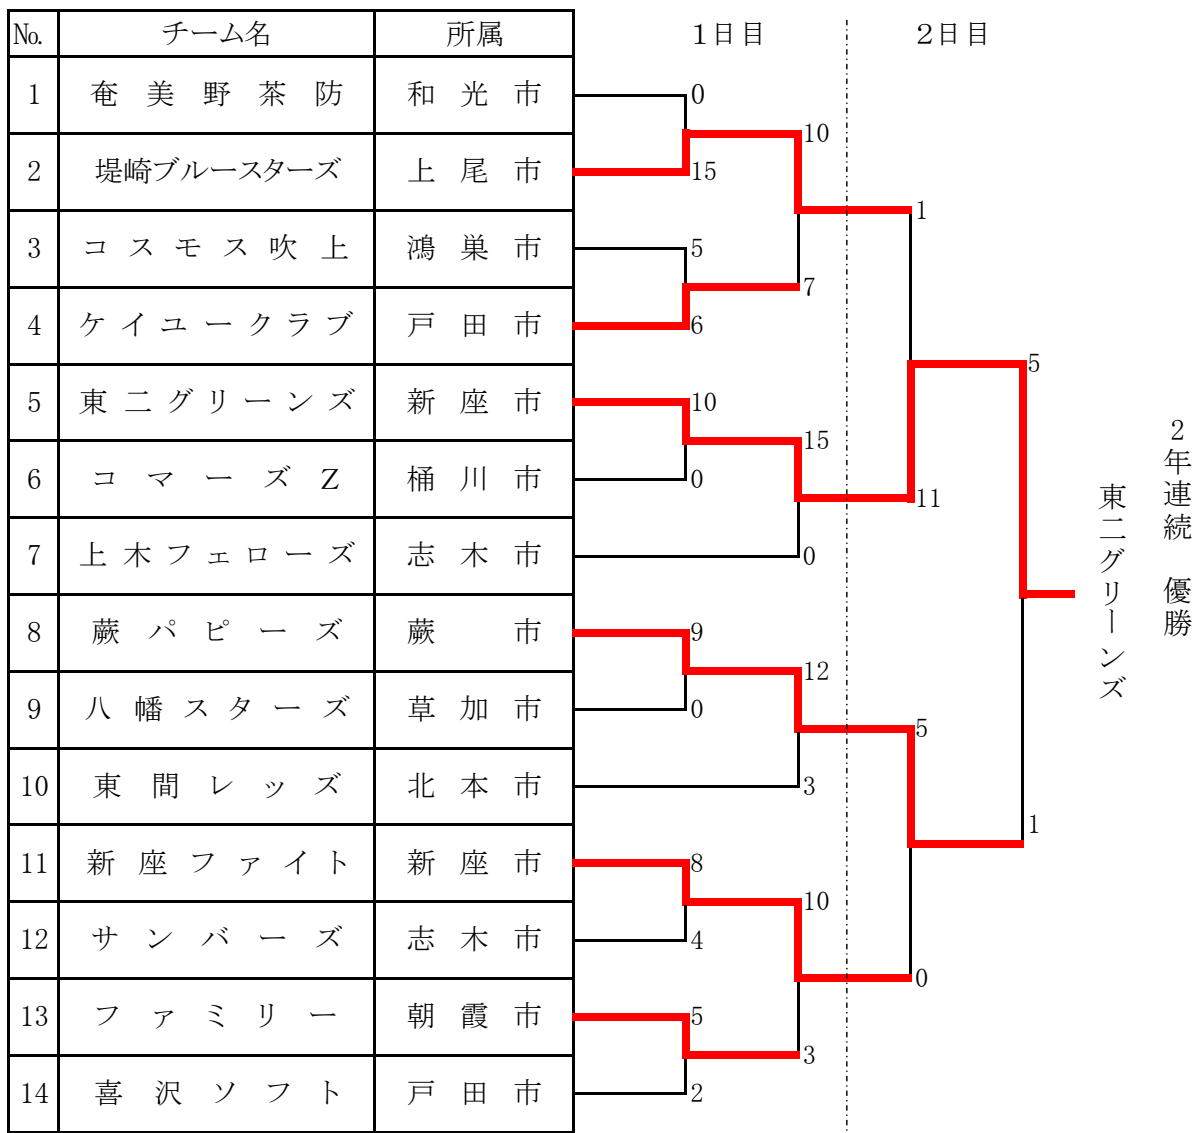 No. チーム名 所属 1日目 2日目
1 奄美野茶防 和光市 0
10
2 堤崎ブルースターズ 上尾市 15
1
3 コスモス吹上 鴻巣市 5
7
4 ケイユークラブ 戸田市 6
5
5 東二グリーンズ 新座市 10
15
6 コマーズZ 桶川市 0
11
7 上木フェローズ 志木市 0
8 蕨パピーズ 蕨市 9
12
9 八幡スターズ 草加市 0
5
10 東間レッズ 北本市 3
1
11 新座ファイト 新座市 8
10
12 サンバーズ 志木市 4
0
13 ファミリー 朝霞市 5
3
14 喜沢ソフト 戸田市 2
2年連続 優勝
東二グリーンズ